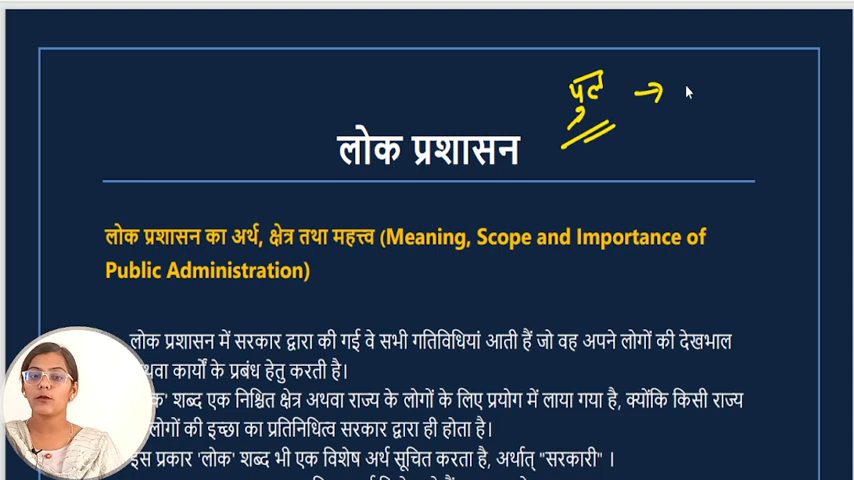 लोक प्रशासन
लोक प्रशासन का अर्थ, क्षेत्र तथा महत्त्व (Meaning, Scope and Importance of
Public Administration)
लोक प्रशासन में सरकार द्वारा की गई वे सभी गतिविधियां आती हैं जो वह अपने लोगों की देखभाल
कार्यों के प्रबंध हेतु करती है।
शब्द एक निश्चित क्षेत्र अथवा राज्य के लोगों के लिए प्रयोग में लाया गया है, क्योंकि किसी राज्य
लोगों की इच्छा का प्रतिनिधित्व सरकार द्वारा ही होता है।
इस प्रकार 'लोक' शब्द भी एक विशेष अर्थ सूचित करता है, अर्थात् "सरकारी" ।